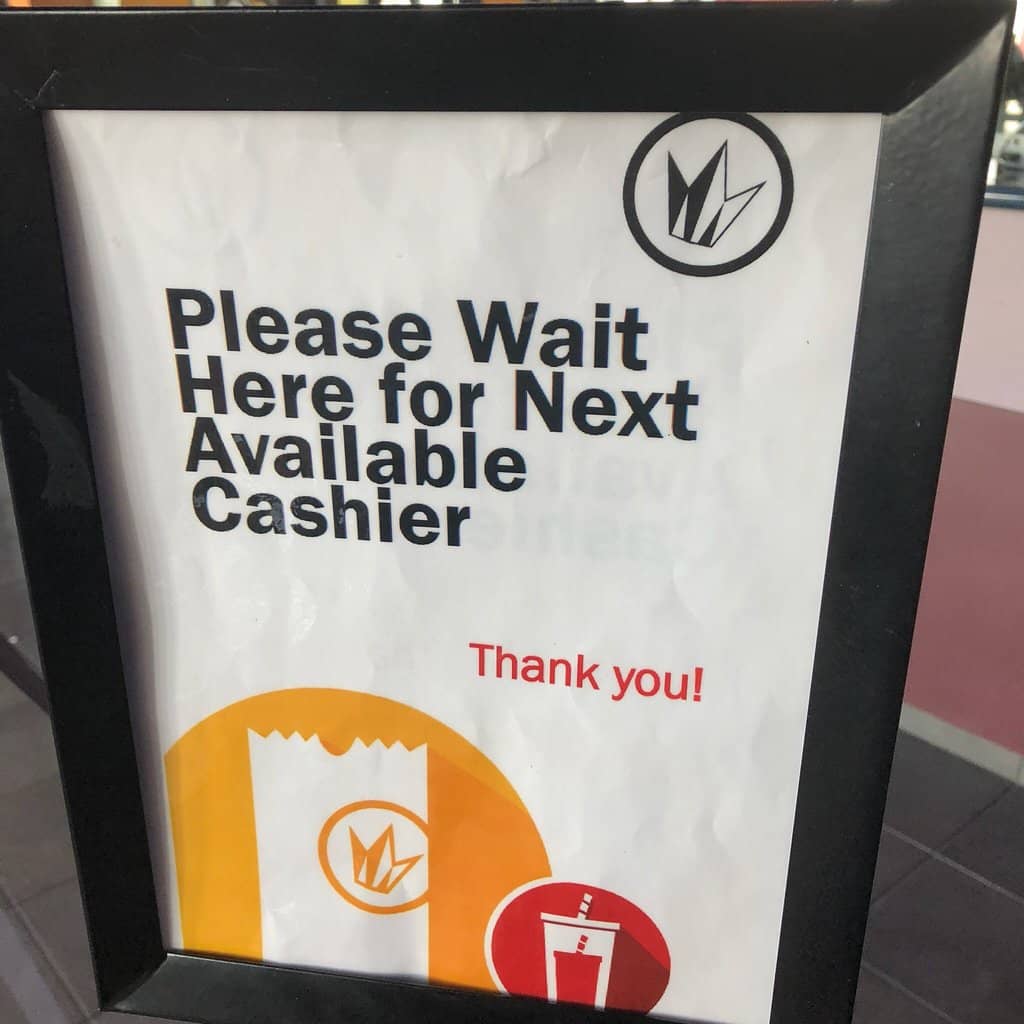 Please Wait
Here for Next
Available
Cashier
Thank you!